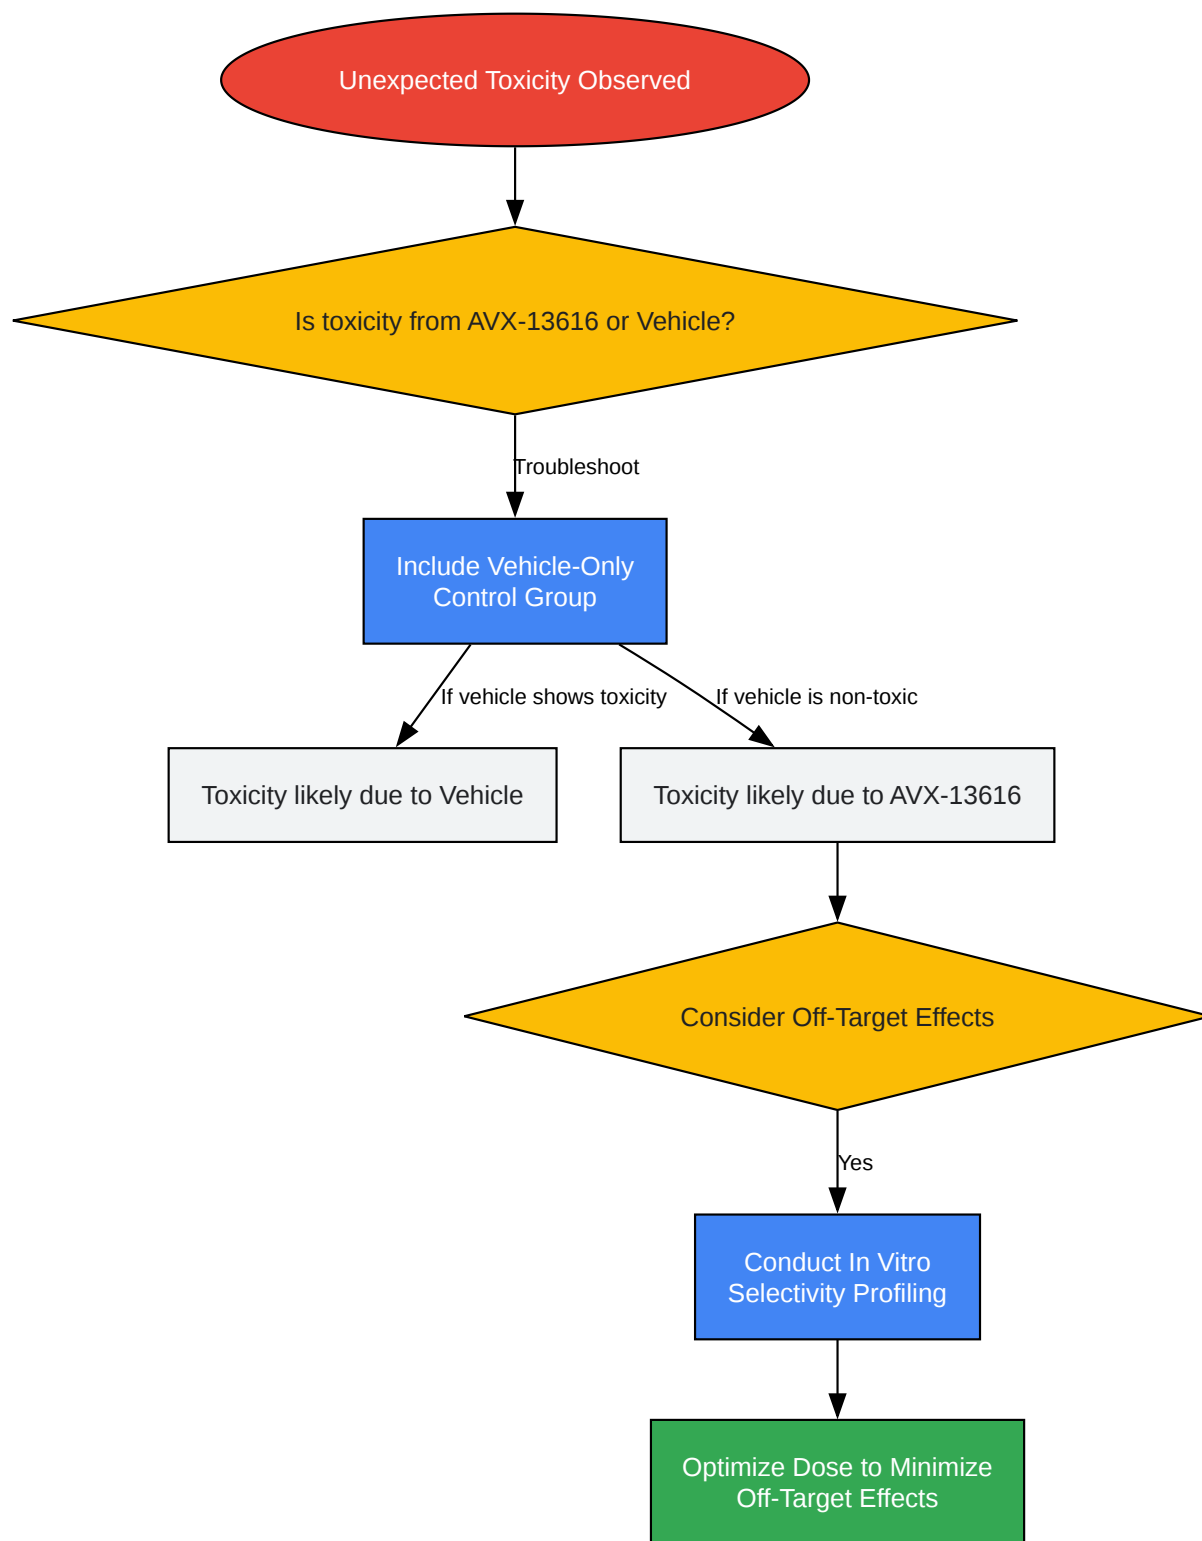 Unexpected Toxicity Observed
Is toxicity from AVX-13616 or Vehicle?
Troubleshoot
Include Vehicle-Only
Control Group
If vehicle shows toxicity
If vehicle is non-toxic
Toxicity likely due to Vehicle
Toxicity likely due to AVX-13616
Consider Off-Target Effects
Yes
Conduct In Vitro
Selectivity Profiling
Optimize Dose to Minimize
Off-Target Effects